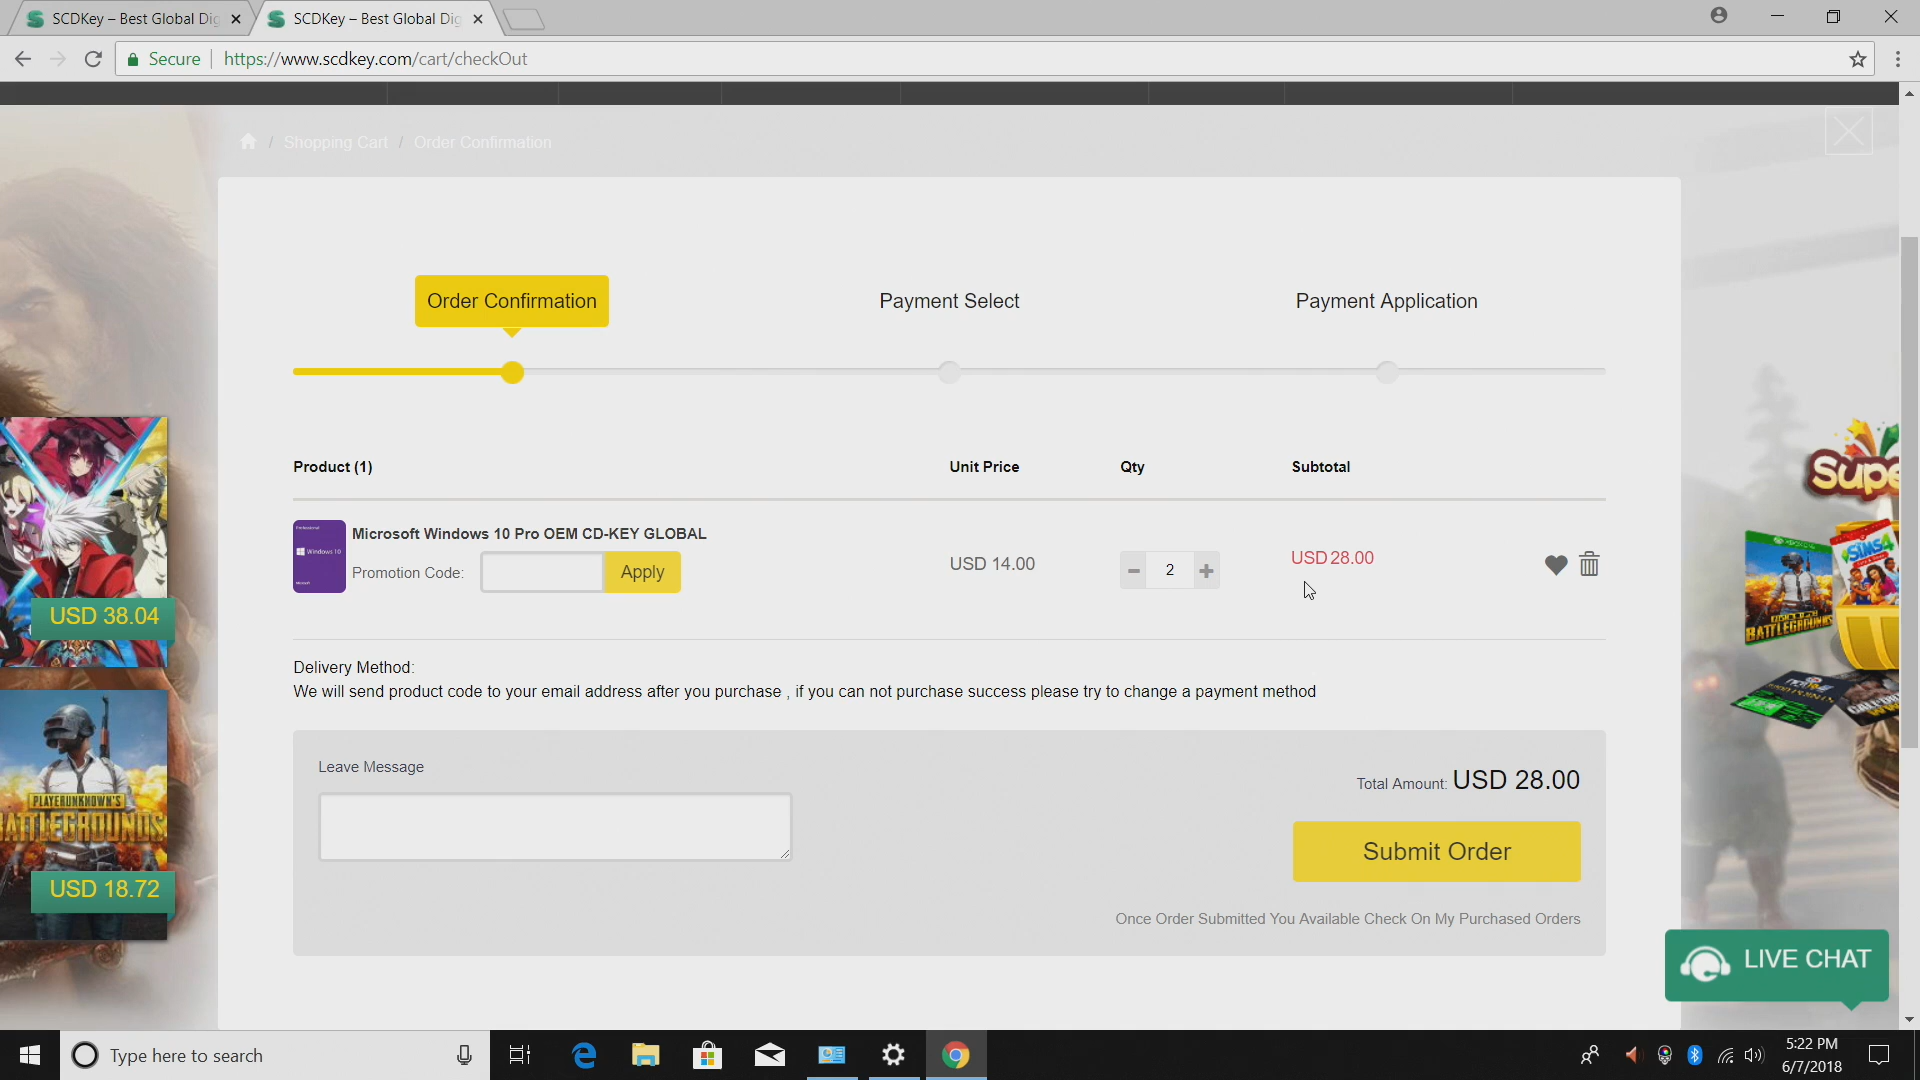 SCDKey – Best Global Dig
SCDKey – Best Global Dig
Secure
https://www.scdkey.com/cart/checkOut
/ Shopping Cart / Order Confirmation
Order Confirmation
Payment Select
Payment Application
Product (1)
Unit Price
Qty
Subtotal
Microsoft Windows 10 Pro OEM CD-KEY GLOBAL
Promotion Code:
Apply
USD 14.00
2
USD 28.00
Windows 10
Delivery Method:
We will send product code to your email address after you purchase , if you can not purchase success please try to change a payment method
Leave Message
Total Amount: USD 28.00
Submit Order
Once Order Submitted You Available Check On My Purchased Orders
USD 38.04
PLAYERUNKNOWN'S
BATTLEGROUNDS
USD 18.72
Supe
SIMS4
BATTLEGROUNDS
LIVE CHAT
Type here to search
5:22 PM
6/7/2018